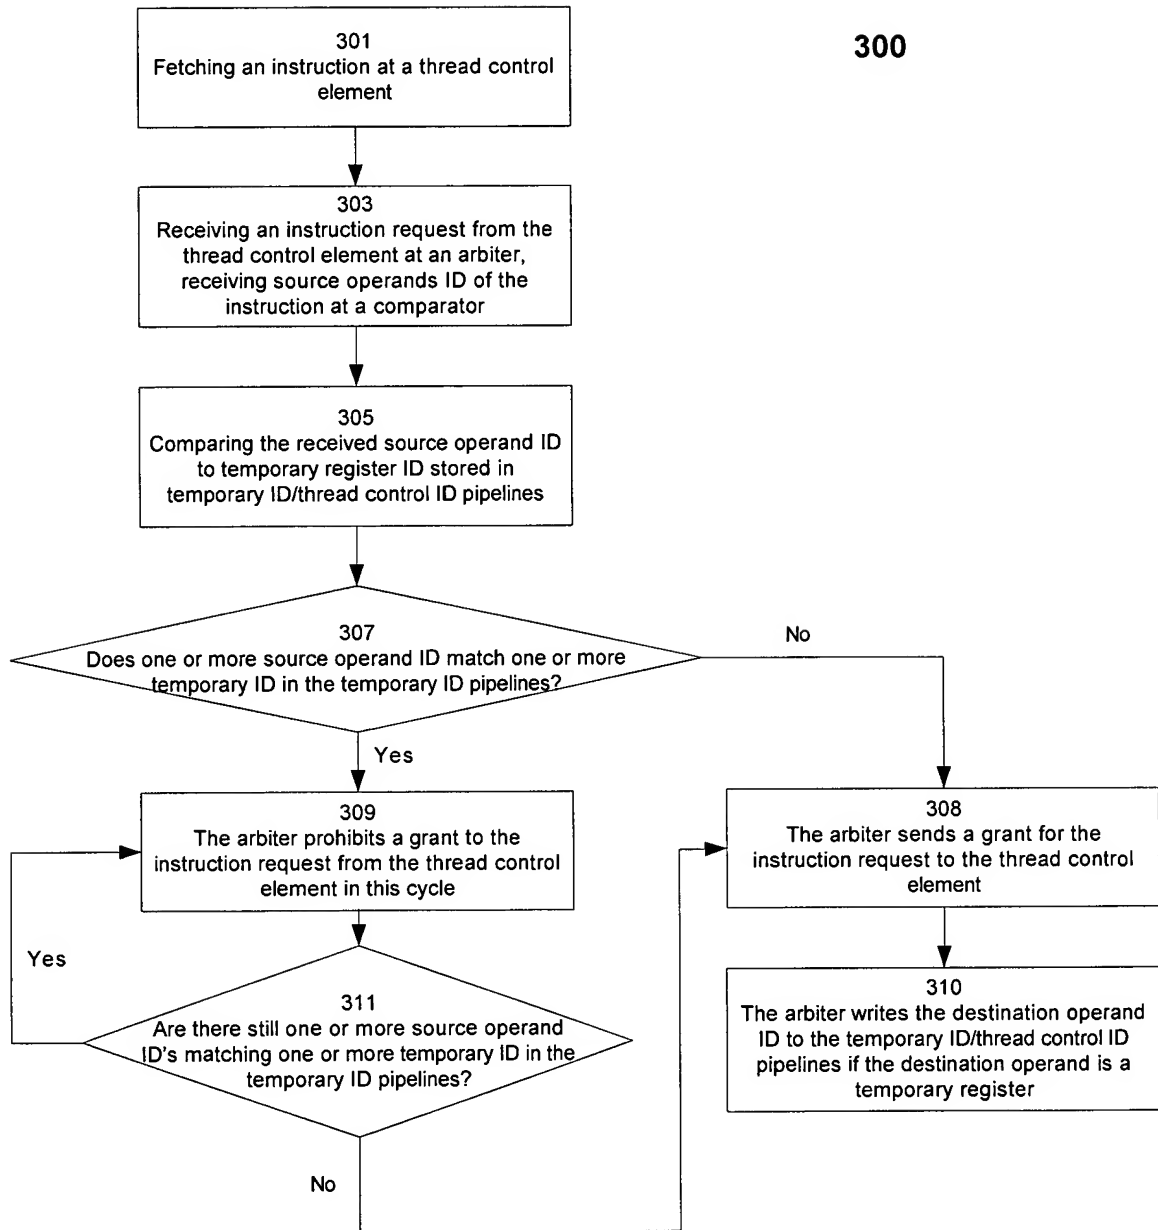 300
301
Fetching an instruction at a thread control
element
303
Receiving an instruction request from the
thread control element at an arbiter,
receiving source operands ID of the
instruction at a comparator
305
Comparing the received source operand ID
to temporary register ID stored in
temporary ID/thread control ID pipelines
307
Does one or more source operand ID match one or more
temporary ID in the temporary ID pipelines?
No
Yes
309
The arbiter prohibits a grant to the
instruction request from the thread control
element in this cycle
308
The arbiter sends a grant for the
instruction request to the thread control
element
Yes
311
Are there still one or more source operand
ID's matching one or more temporary ID in the
temporary ID pipelines?
310
The arbiter writes the destination operand
ID to the temporary ID/thread control ID
pipelines if the destination operand is a
temporary register
No